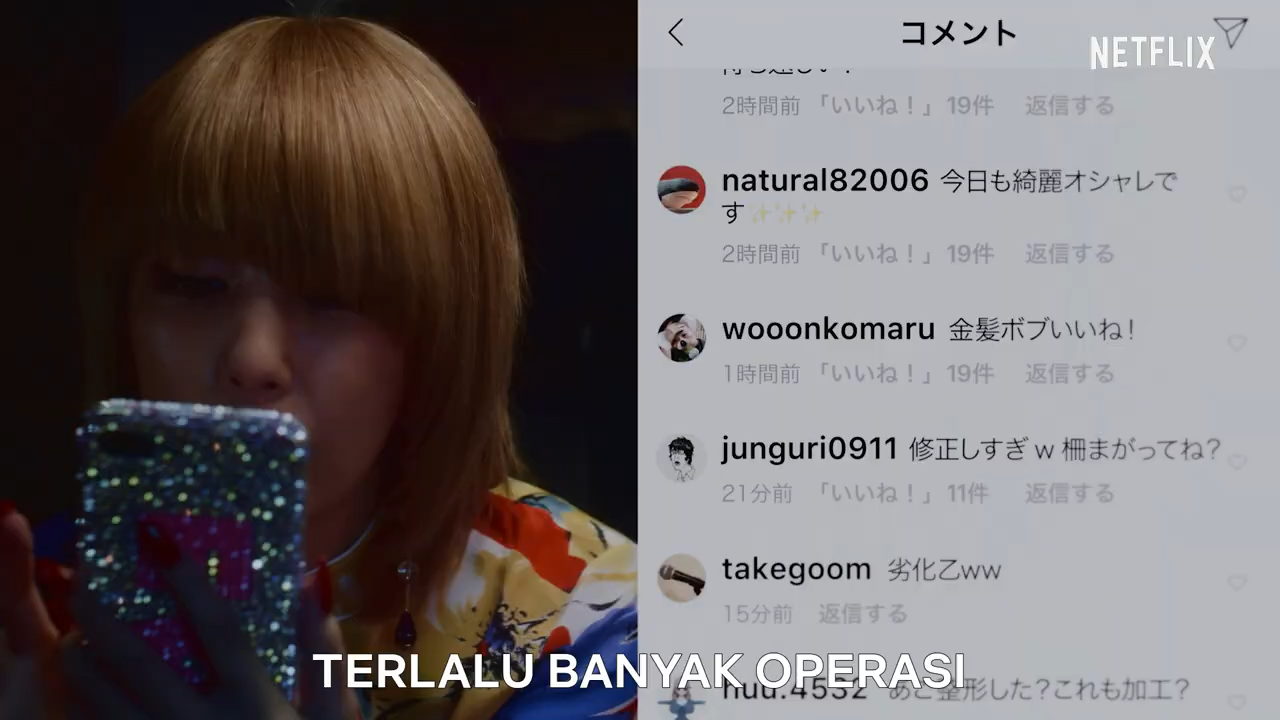 コメント
NETFLIX
2時間前 「いいね！」19件 返信する
natural82006 今日も綺麗オシャレで
す✨✨✨
2時間前 「いいね！」19件 返信する
wooonkomaru 金髪ボブいいね！
1時間前 「いいね！」19件 返信する
junguri0911 修正しすぎｗ 柵まがってね？
21分前 「いいね！」11件 返信する
takegoom 劣化乙ww
15分前 返信する
TERLALU BANYAK OPERASI
整形した？これも加工？